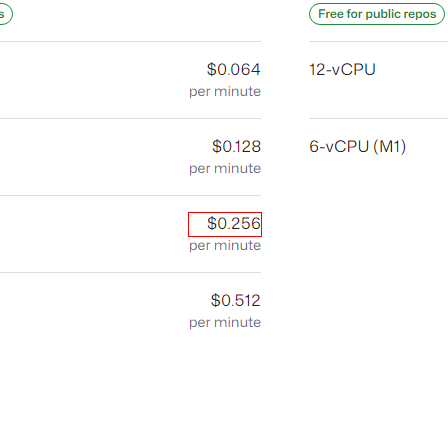 s
Free for public repos
$0.064
per minute
12-vCPU
$0.128
per minute
6-vCPU (M1)
$0.256
per minute
$0.512
per minute